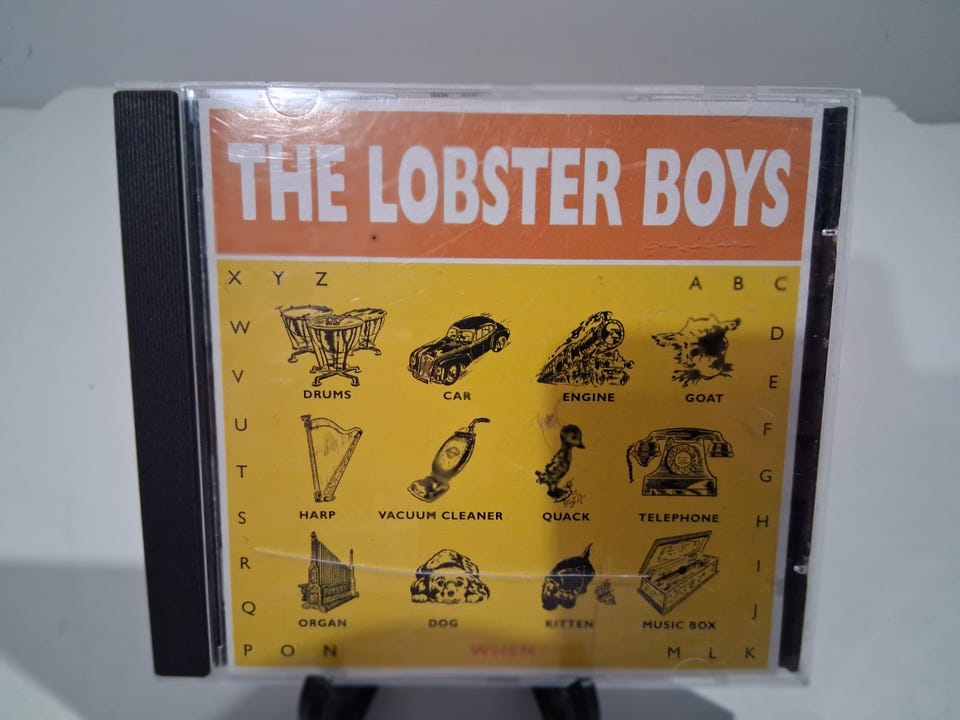 THE LOBSTER BOYS
X Y Z A B C
W D
DRUMS CAR ENGINE GOAT
V E
U F
T G
HARP VACUUM CLEANER QUACK TELEPHONE
S H
R I
Q J
ORGAN DOG KITTEN MUSIC BOX
P O N WHEN M L K